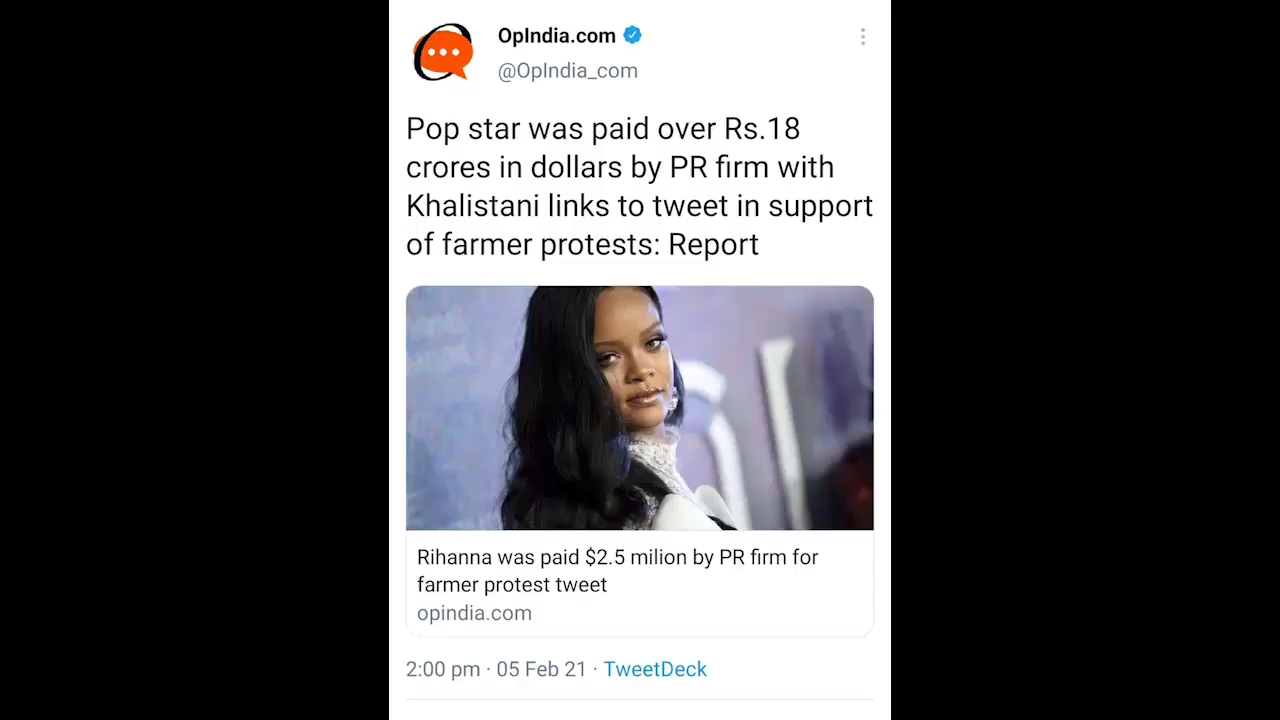 OpIndia.com
@OpIndia_com
Pop star was paid over Rs.18
crores in dollars by PR firm with
Khalistani links to tweet in support
of farmer protests: Report
Rihanna was paid $2.5 milion by PR firm for
farmer protest tweet
opindia.com
2:00 pm · 05 Feb 21 · TweetDeck